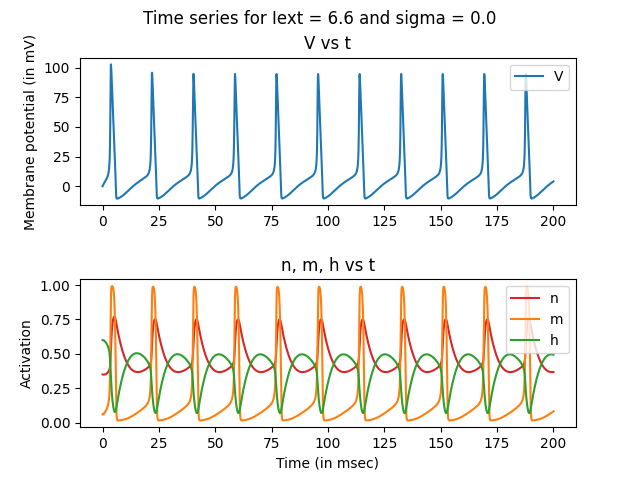 Time series for Iext = 6.6 and sigma = 0.0
V vs t
Membrane potential (in mV)
100
75
50
25
0
V
0 25 50 75 100 125 150 175 200
n, m, h vs t
Activation
1.00
0.75
0.50
0.25
0.00
n
m
h
0 25 50 75 100 125 150 175 200
Time (in msec)